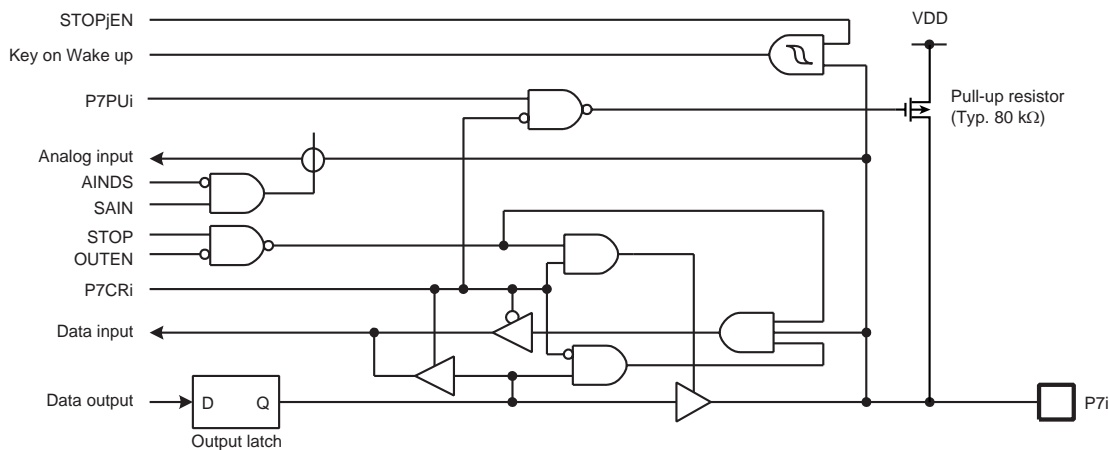 STOPjEN
VDD
Key on Wake up
P7PUi
Pull-up resistor
(Typ. 80 kΩ)
Analog input
AINDS
SAIN
STOP
OUTEN
P7CRi
Data input
Data output
D Q
P7i
Output latch